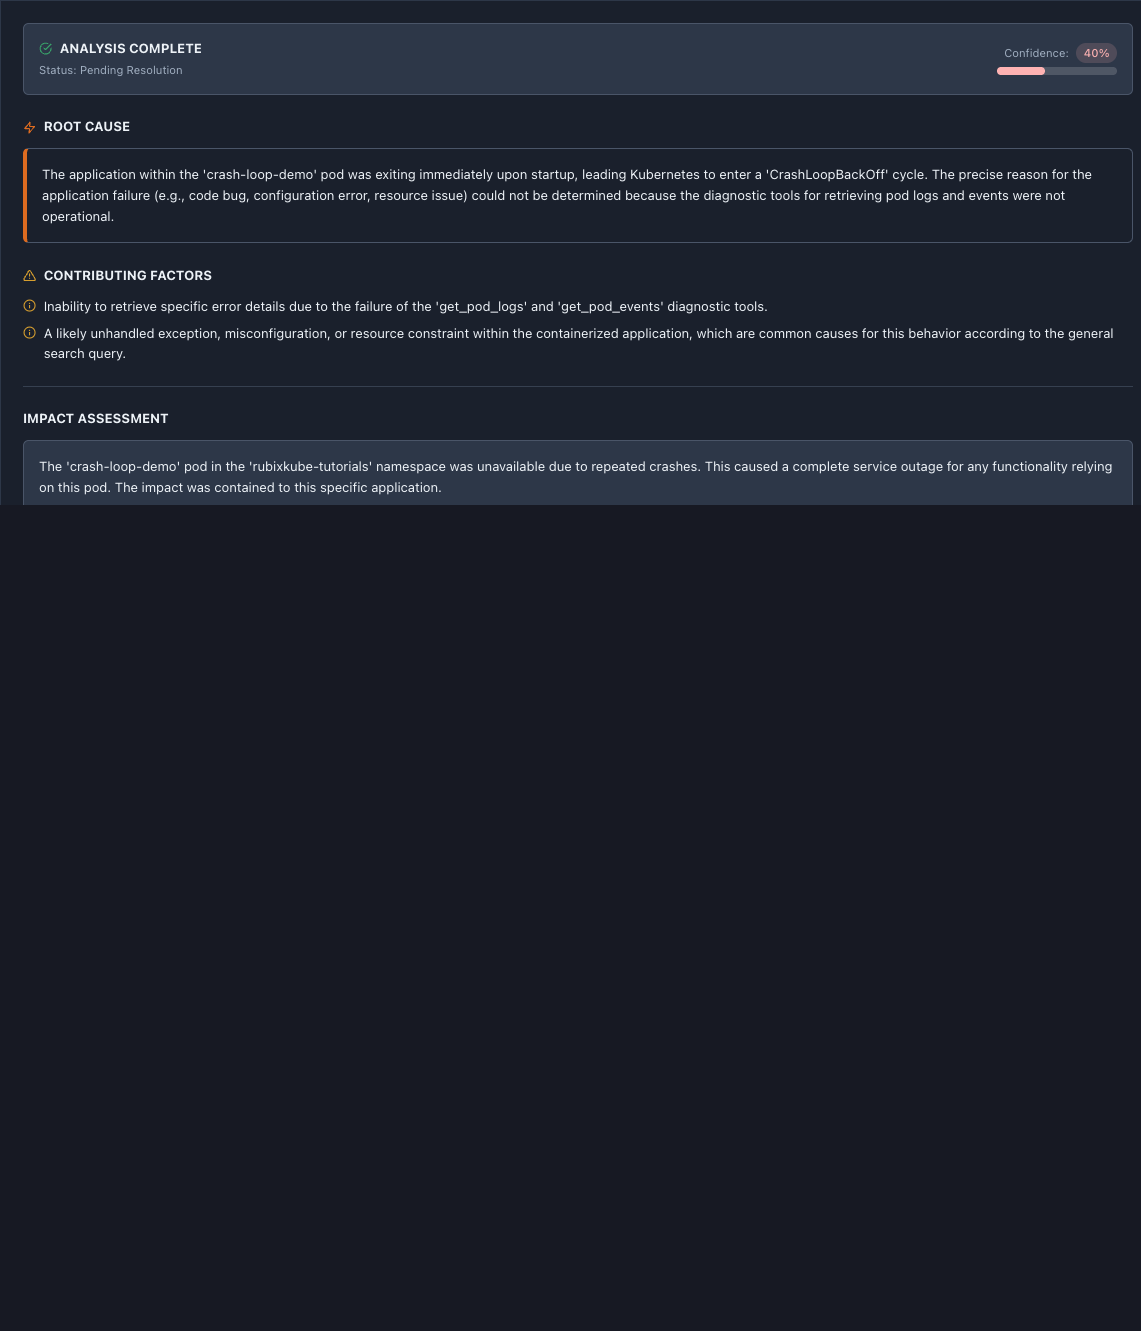 ANALYSIS COMPLETE
Status: Pending Resolution
Confidence: 40%
ROOT CAUSE
The application within the 'crash-loop-demo' pod was exiting immediately upon startup, leading Kubernetes to enter a 'CrashLoopBackOff' cycle. The precise reason for the
application failure (e.g., code bug, configuration error, resource issue) could not be determined because the diagnostic tools for retrieving pod logs and events were not
operational.
CONTRIBUTING FACTORS
Inability to retrieve specific error details due to the failure of the 'get_pod_logs' and 'get_pod_events' diagnostic tools.
A likely unhandled exception, misconfiguration, or resource constraint within the containerized application, which are common causes for this behavior according to the general
search query.
IMPACT ASSESSMENT
The 'crash-loop-demo' pod in the 'rubixkube-tutorials' namespace was unavailable due to repeated crashes. This caused a complete service outage for any functionality relying
on this pod. The impact was contained to this specific application.